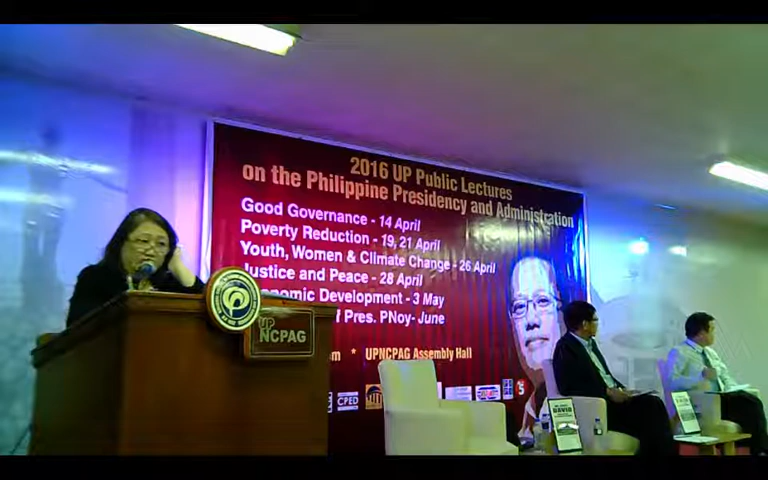 2016 UP Public Lectures
on the Philippine Presidency and Administration
Good Governance - 14 April
Poverty Reduction - 19, 21 April
Youth, Women & Climate Change - 26 April
Justice and Peace - 28 April
nomic Development - 3 May
Pres. PNoy- June
* UPNCPAG Assembly Hall
UP
NCPAG
CPED
DAVID